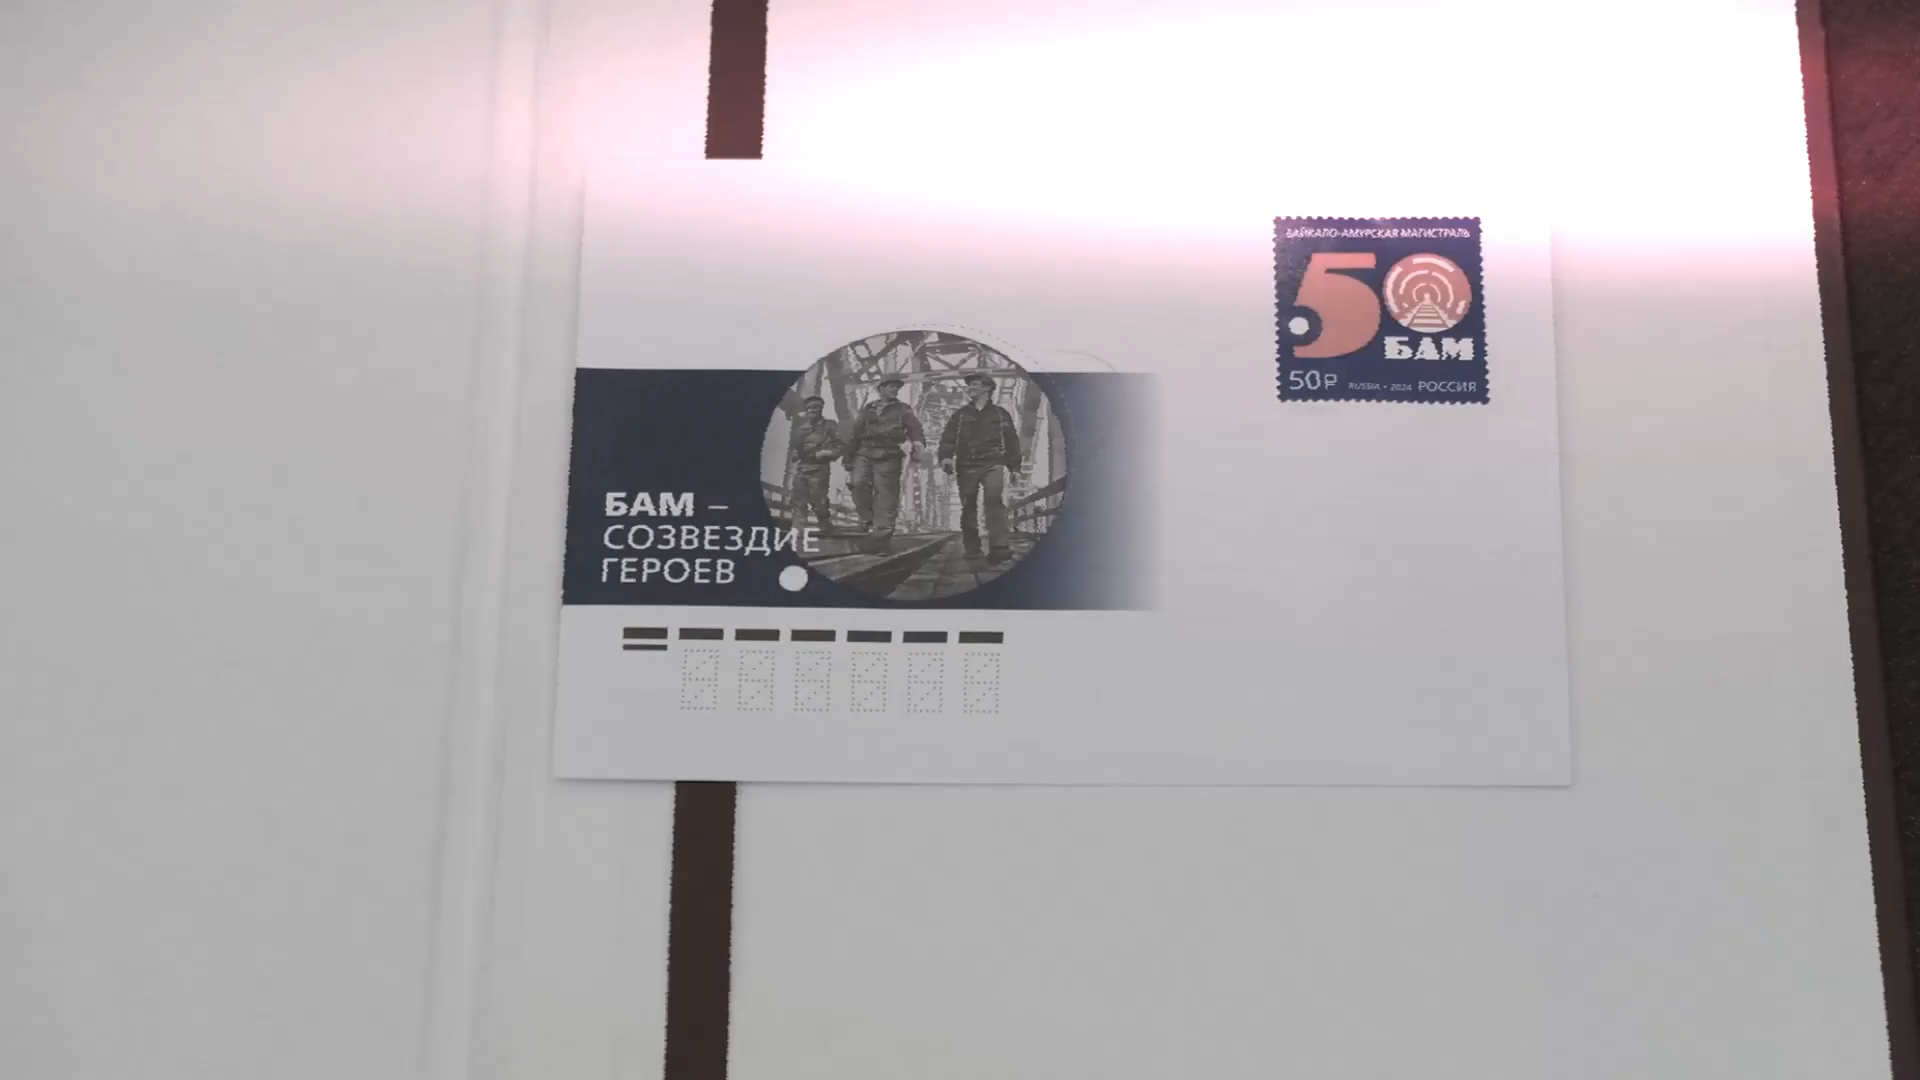 БАЙКАЛО-АМУРСКАЯ МАГИСТРАЛЬ
50
БАМ
50₽ RUSSIA • 2024 РОССИЯ
БАМ –
СОЗВЕЗДИЕ
ГЕРОЕВ